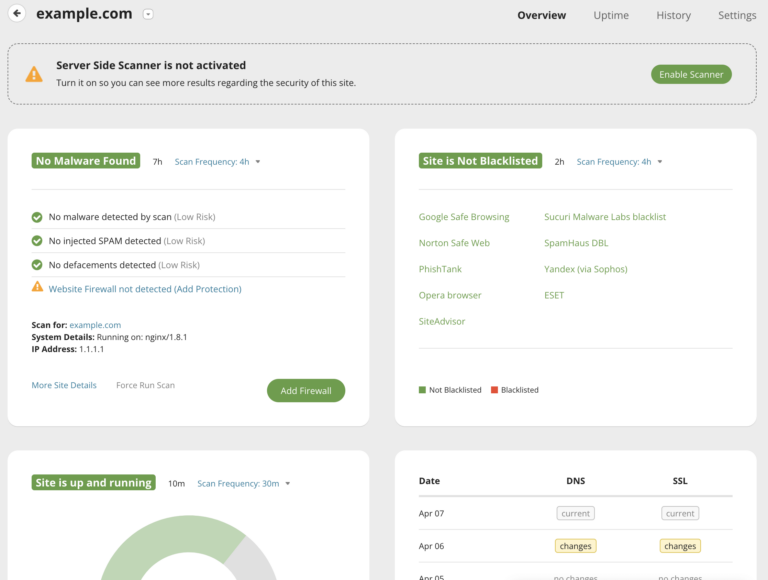 example.com
Overview Uptime History Settings
Server Side Scanner is not activated
Turn it on so you can see more results regarding the security of this site.
Enable Scanner
No Malware Found 7h Scan Frequency: 4h
No malware detected by scan (Low Risk)
No injected SPAM detected (Low Risk)
No defacements detected (Low Risk)
Website Firewall not detected (Add Protection)
Scan for: example.com
System Details: Running on: nginx/1.8.1
IP Address: 1.1.1.1
More Site Details Force Run Scan Add Firewall
Site is Not Blacklisted 2h Scan Frequency: 4h
Google Safe Browsing Sucuri Malware Labs blacklist
Norton Safe Web SpamHaus DBL
PhishTank Yandex (via Sophos)
Opera browser ESET
SiteAdvisor
Not Blacklisted Blacklisted
Site is up and running 10m Scan Frequency: 30m
Date DNS SSL
Apr 07 current current
Apr 06 changes changes
Apr 05 no changes no changes